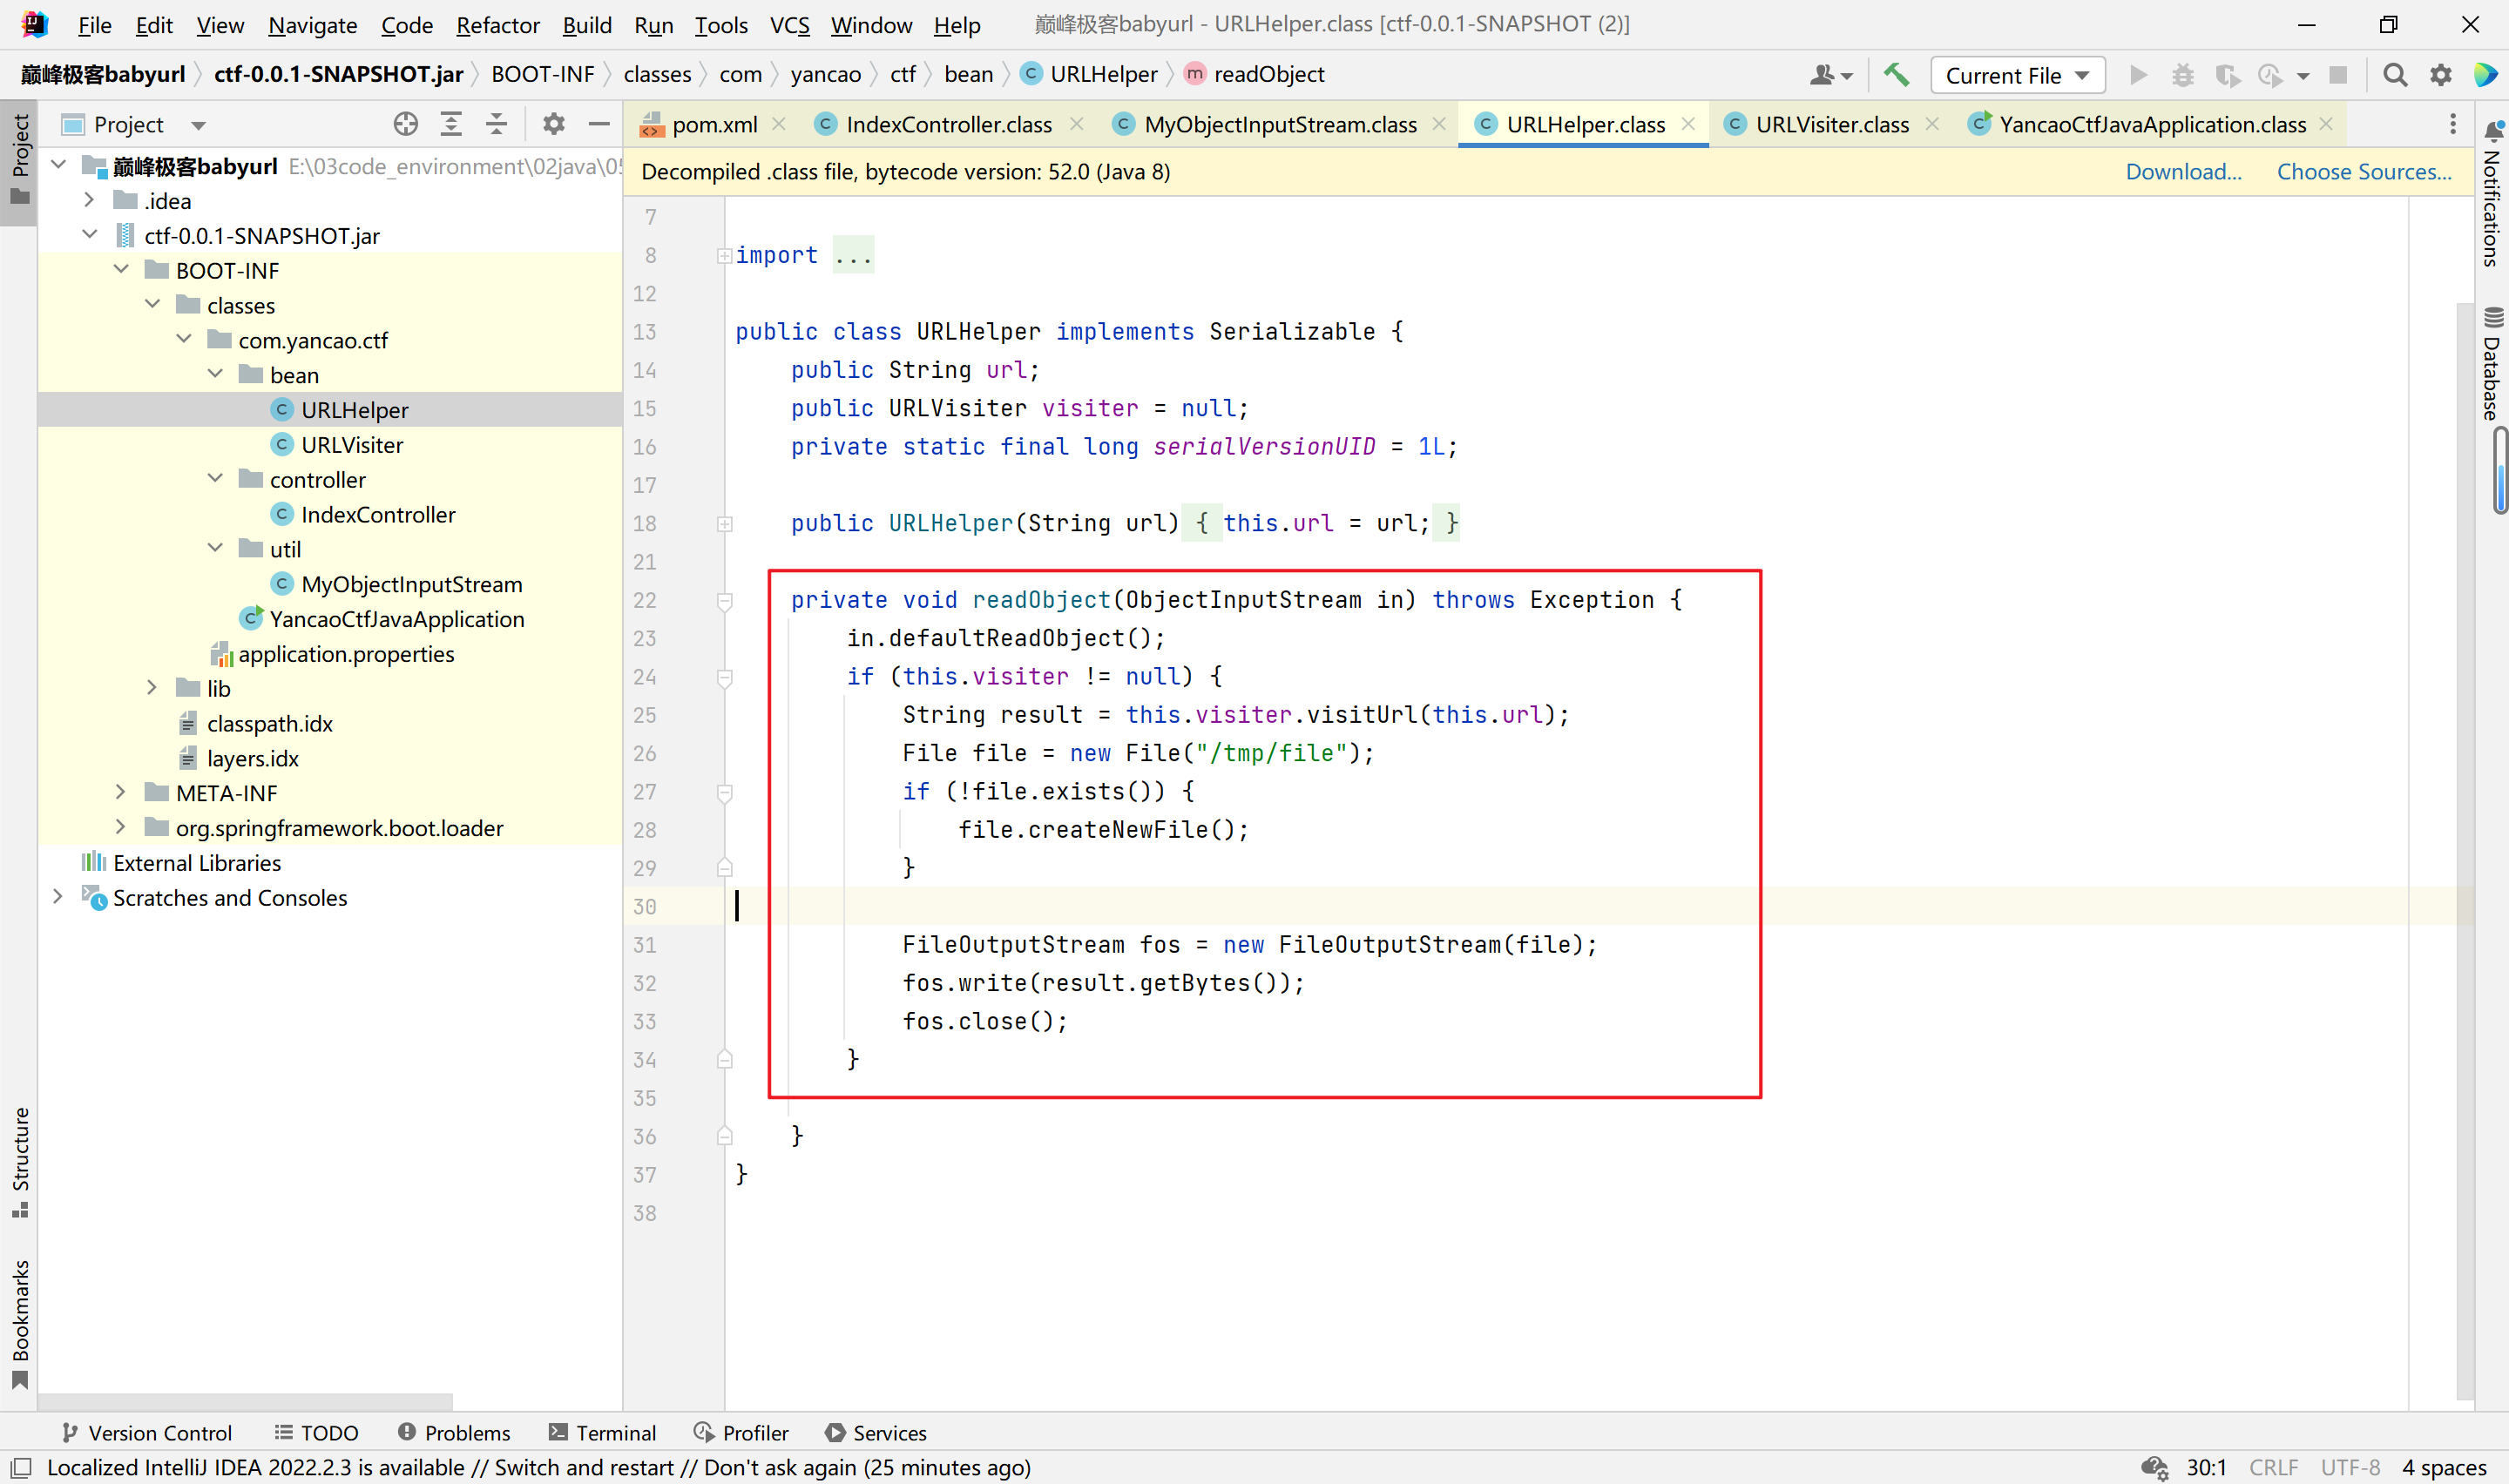 File Edit View Navigate Code Refactor Build Run Tools VCS Window Help 巅峰极客babyurl - URLHelper.class [ctf-0.0.1-SNAPSHOT (2)]
巅峰极客babyurl ctf-0.0.1-SNAPSHOT.jar BOOT-INF classes com yancao ctf bean URLHelper readObject Current File
Project
Project
pom.xml IndexController.class MyObjectInputStream.class URLHelper.class URLVisiter.class YancaoCtfJavaApplication.class
Decompiled .class file, bytecode version: 52.0 (Java 8) Download... Choose Sources...
Notifications
Database
巅峰极客babyurl E:\03code_environment\02java\05
.idea
ctf-0.0.1-SNAPSHOT.jar
BOOT-INF
classes
com.yancao.ctf
bean
URLHelper
URLVisiter
controller
IndexController
util
MyObjectInputStream
YancaoCtfJavaApplication
application.properties
lib
classpath.idx
layers.idx
META-INF
org.springframework.boot.loader
External Libraries
Scratches and Consoles
7
8 import ...
12
13 public class URLHelper implements Serializable {
14 public String url;
15 public URLVisiter visiter = null;
16 private static final long serialVersionUID = 1L;
17
18 public URLHelper(String url) { this.url = url; }
21
22 private void readObject(ObjectInputStream in) throws Exception {
23 in.defaultReadObject();
24 if (this.visiter != null) {
25 String result = this.visiter.visitUrl(this.url);
26 File file = new File("/tmp/file");
27 if (!file.exists()) {
28 file.createNewFile();
29 }
30
31 FileOutputStream fos = new FileOutputStream(file);
32 fos.write(result.getBytes());
33 fos.close();
34 }
35
36 }
37 }
38
Structure
Bookmarks
Version Control TODO Problems Terminal Profiler Services
Localized IntelliJ IDEA 2022.2.3 is available // Switch and restart // Don't ask again (25 minutes ago) 30:1 CRLF UTF-8 4 spaces